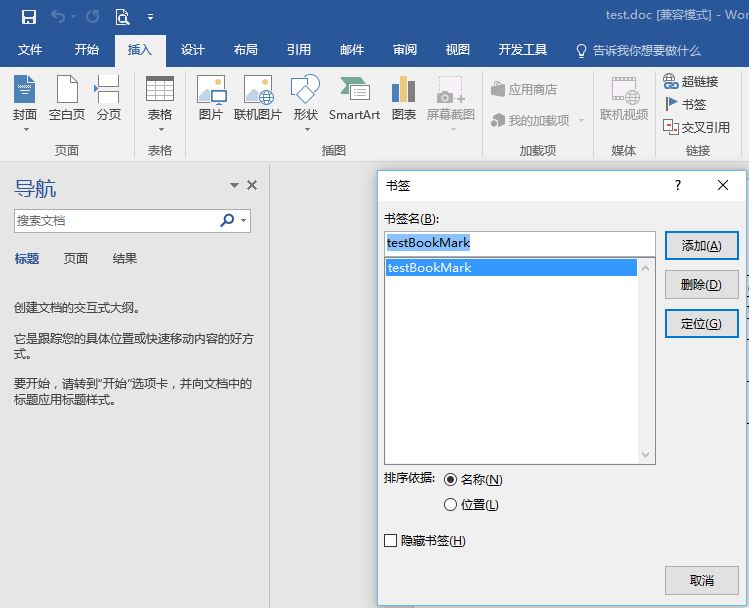 test.doc [兼容模式] - Wor
文件 开始 插入 设计 布局 引用 邮件 审阅 视图 开发工具 告诉我你想要做什么
封面 空白页 分页 表格 图片 联机图片 形状 SmartArt 图表 屏幕截图 应用商店 我的加载项 联机视频 超链接 书签 交叉引用
页面 表格 插图 加载项 媒体 链接
导航
搜索文档
标题 页面 结果
创建文档的交互式大纲。
它是跟踪您的具体位置或快速移动内容的好方
式。
要开始，请转到"开始"选项卡，并向文档中的
标题应用标题样式。
书签 ?
书签名(B):
testBookMark
添加(A)
testBookMark
删除(D)
定位(G)
排序依据: 名称(N)
位置(L)
隐藏书签(H)
取消